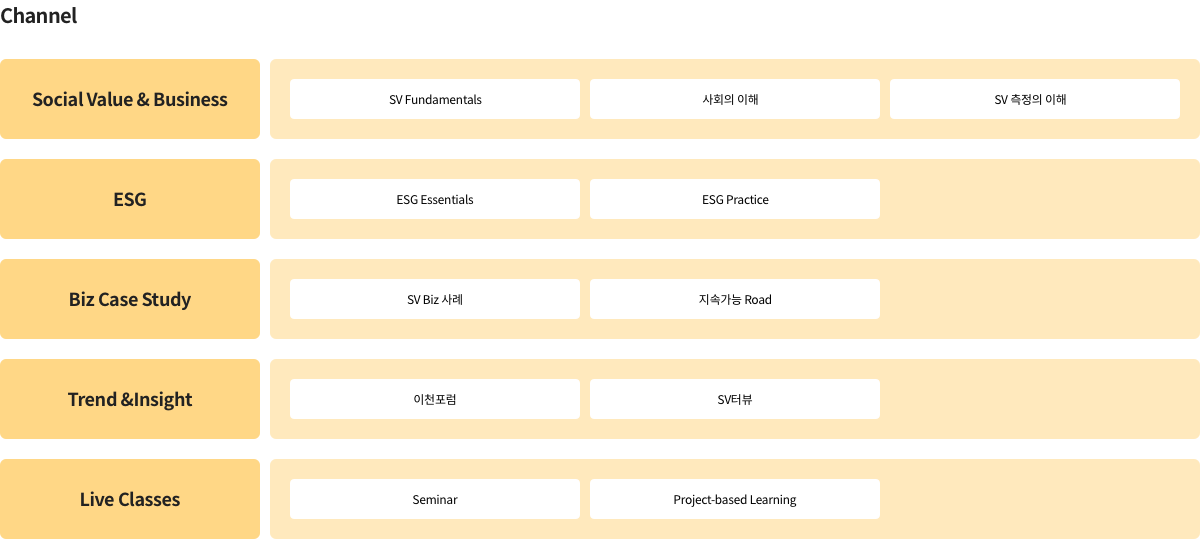 Channel
Social Value & Business
SV Fundamentals
사회의 이해
SV 측정의 이해
ESG
ESG Essentials
ESG Practice
Biz Case Study
SV Biz 사례
지속가능 Road
Trend &Insight
이천포럼
SV터뷰
Live Classes
Seminar
Project-based Learning